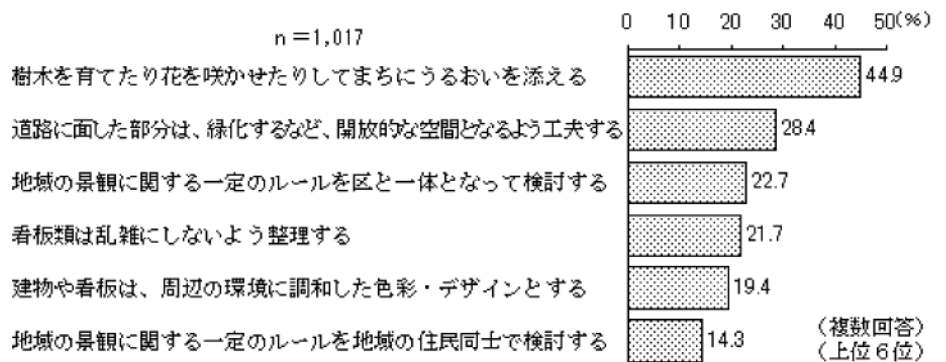 n=1,017
0 10 20 30 40 50(%)
樹木を育てたり花を咲かせたりしてまちにうるおいを添える 44.9
道路に面した部分は、緑化するなど、開放的な空間となるよう工夫する 28.4
地域の景観に関する一定のルールを区と一体となって検討する 22.7
看板類は乱雑にしないよう整理する 21.7
建物や看板は、周辺の環境に調和した色彩・デザインとする 19.4
地域の景観に関する一定のルールを地域の住民同士で検討する 14.3
(複数回答)
(上位6位)